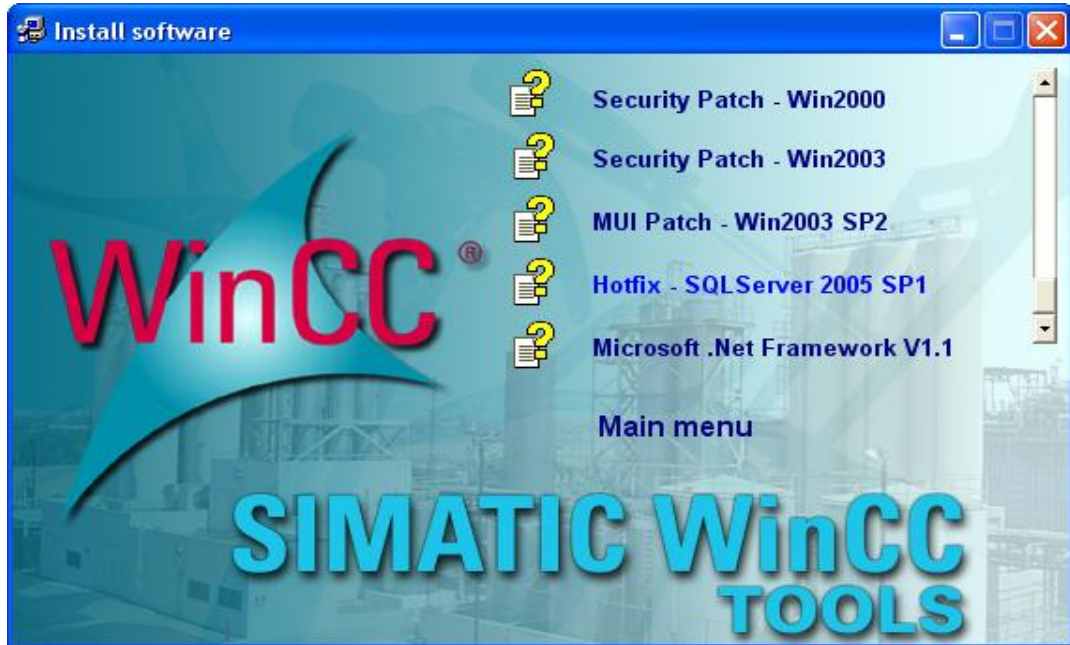 Install software
Security Patch - Win2000
Security Patch - Win2003
MUI Patch - Win2003 SP2
Hotfix - SQLServer 2005 SP1
Microsoft .Net Framework V1.1
Main menu
WinCC®
SIMATIC WinCC
TOOLS